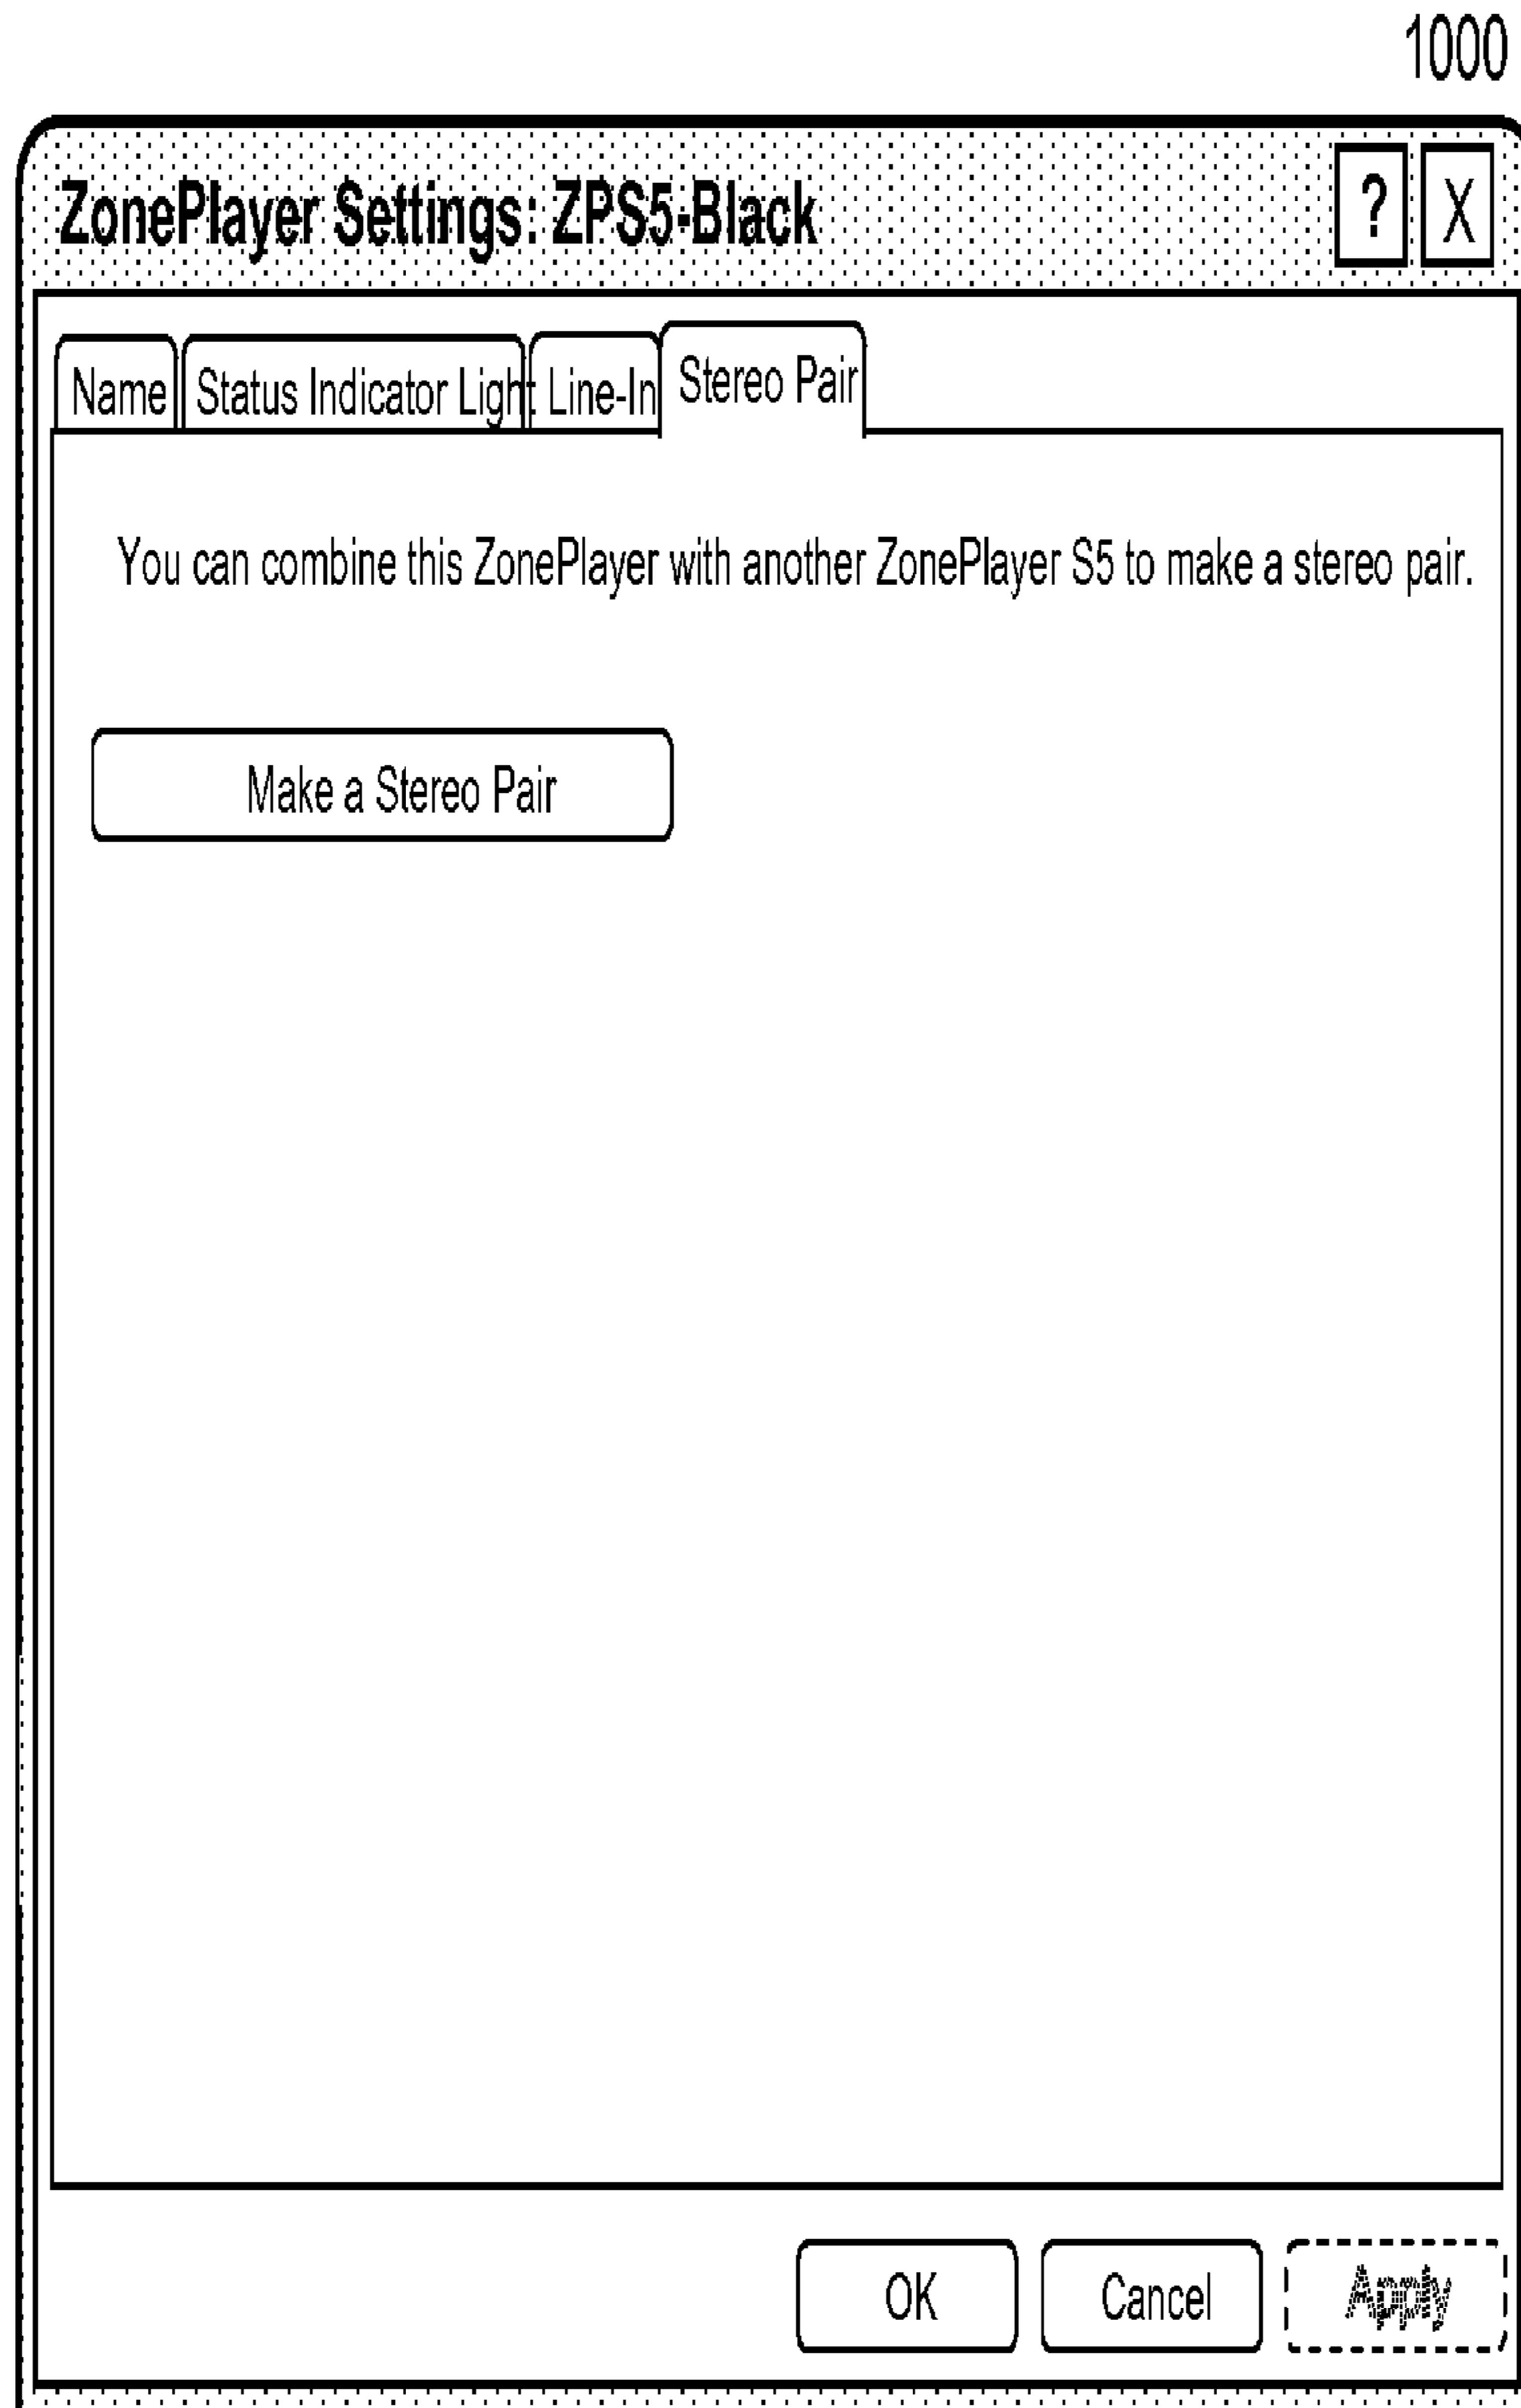 1000
ZonePlayer Settings: ZPS5-Black ? X
Name Status Indicator Light Line-In Stereo Pair
You can combine this ZonePlayer with another ZonePlayer S5 to make a stereo pair.
Make a Stereo Pair
OK Cancel Apply